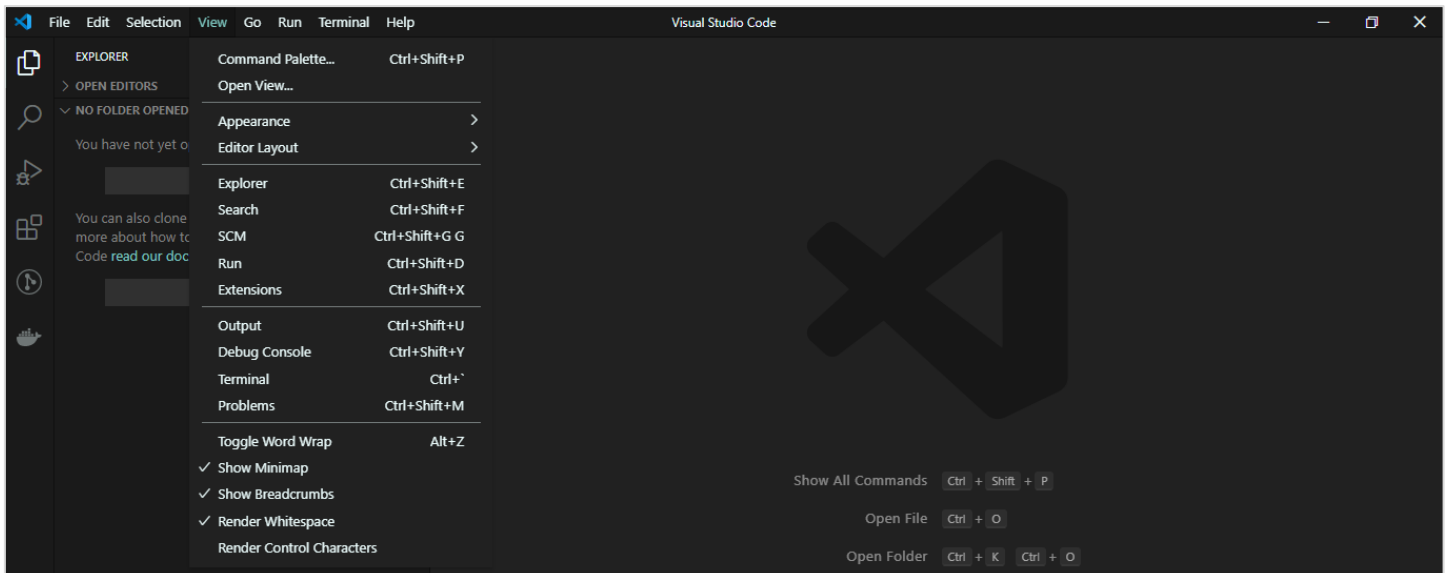 File Edit Selection View Go Run Terminal Help Visual Studio Code
EXPLORER
OPEN EDITORS
NO FOLDER OPENED
You have not yet o
You can also clone
more about how to
Code read our doc
Command Palette... Ctrl+Shift+P
Open View...
Appearance
Editor Layout
Explorer Ctrl+Shift+E
Search Ctrl+Shift+F
SCM Ctrl+Shift+G G
Run Ctrl+Shift+D
Extensions Ctrl+Shift+X
Output Ctrl+Shift+U
Debug Console Ctrl+Shift+Y
Terminal Ctrl+`
Problems Ctrl+Shift+M
Toggle Word Wrap Alt+Z
Show Minimap
Show Breadcrumbs
Render Whitespace
Render Control Characters
Show All Commands Ctrl + Shift + P
Open File Ctrl + O
Open Folder Ctrl + K Ctrl + O